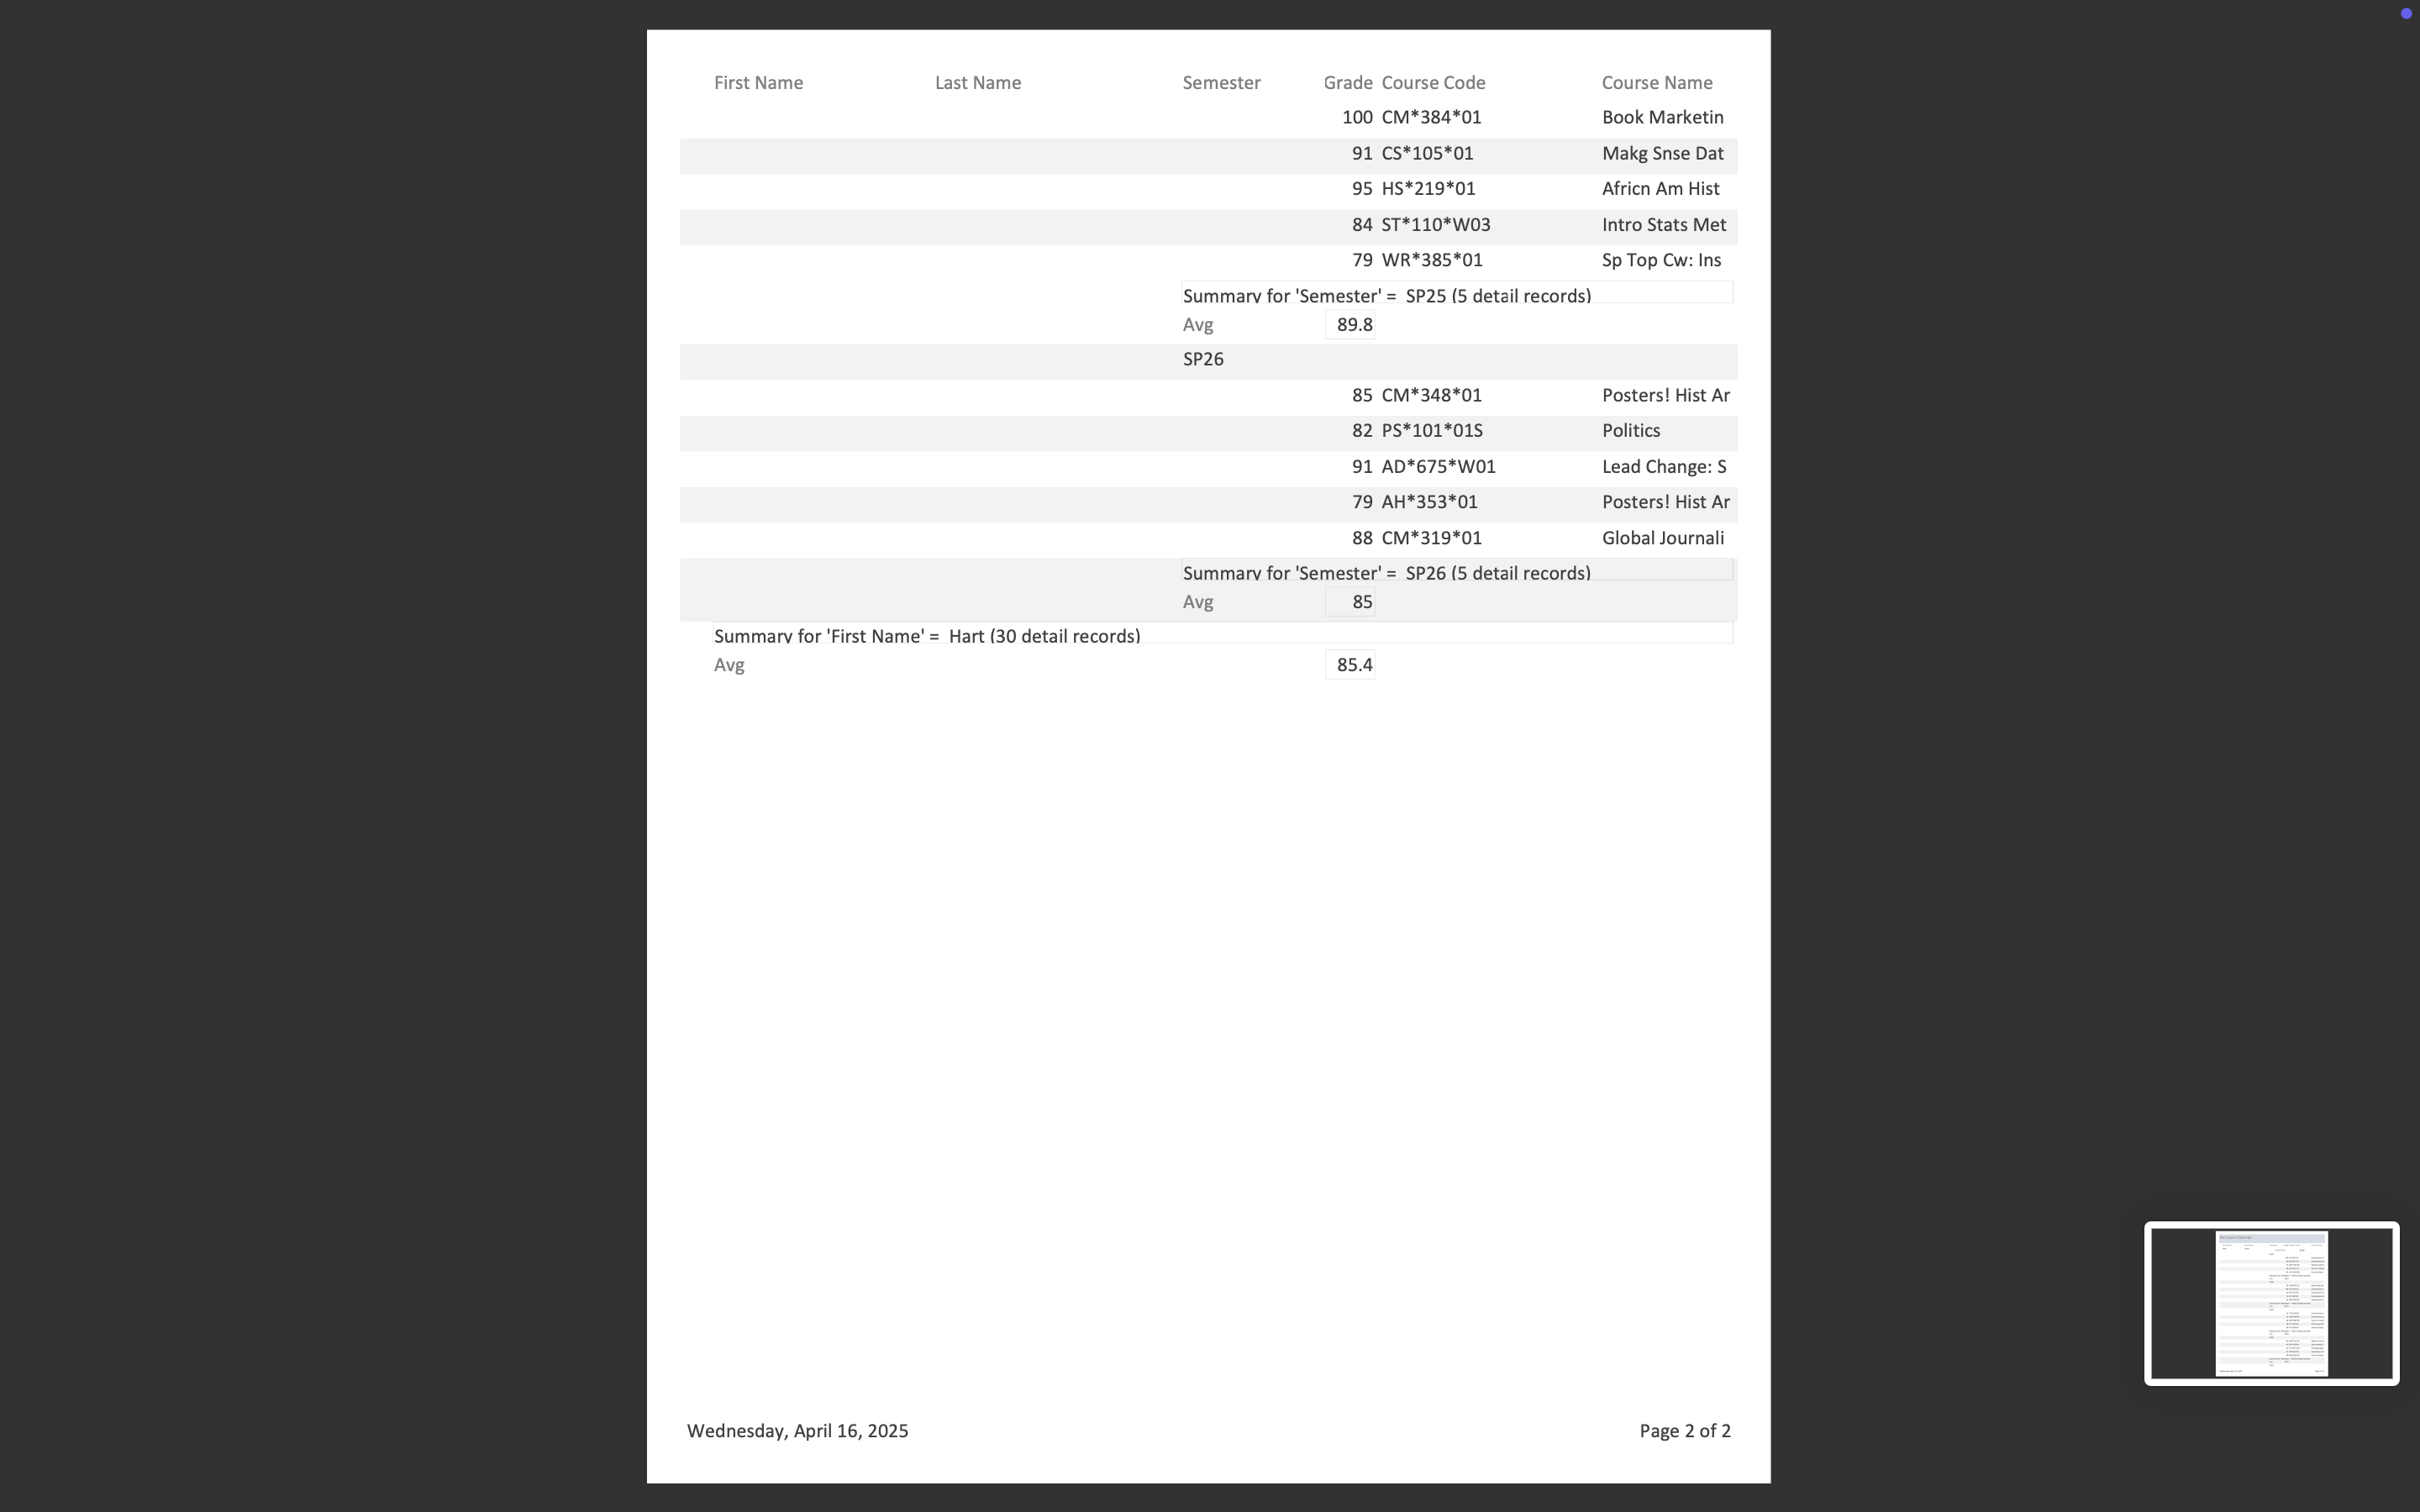 First Name Last Name Semester Grade Course Code Course Name
100 CM*384*01 Book Marketin
91 CS*105*01 Makg Snse Dat
95 HS*219*01 Africn Am Hist
84 ST*110*W03 Intro Stats Met
79 WR*385*01 Sp Top Cw: Ins
Summary for 'Semester' = SP25 (5 detail records)
Avg 89.8
SP26
85 CM*348*01 Posters! Hist Ar
82 PS*101*01S Politics
91 AD*675*W01 Lead Change: S
79 AH*353*01 Posters! Hist Ar
88 CM*319*01 Global Journali
Summary for 'Semester' = SP26 (5 detail records)
Avg 85
Summary for 'First Name' = Hart (30 detail records)
Avg 85.4
Wednesday, April 16, 2025 Page 2 of 2